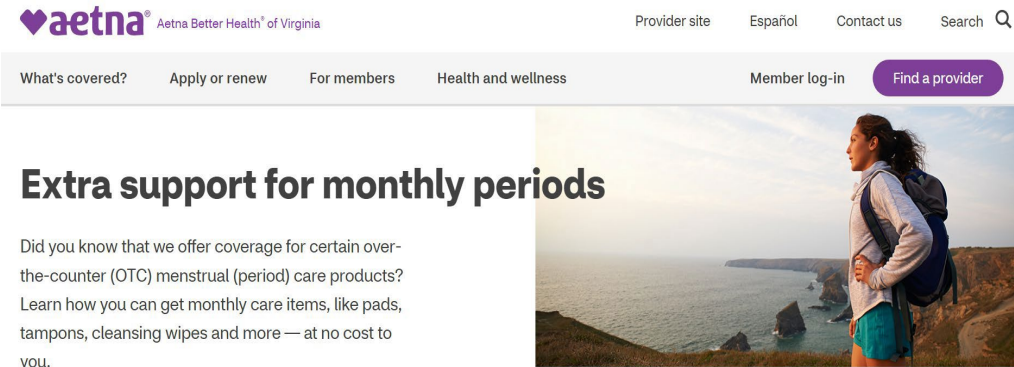 aetna® Aetna Better Health® of Virginia
Provider site Español Contact us Search
What's covered? Apply or renew For members Health and wellness Member log-in Find a provider
Extra support for monthly periods
Did you know that we offer coverage for certain over-
the-counter (OTC) menstrual (period) care products?
Learn how you can get monthly care items, like pads,
tampons, cleansing wipes and more — at no cost to
you.